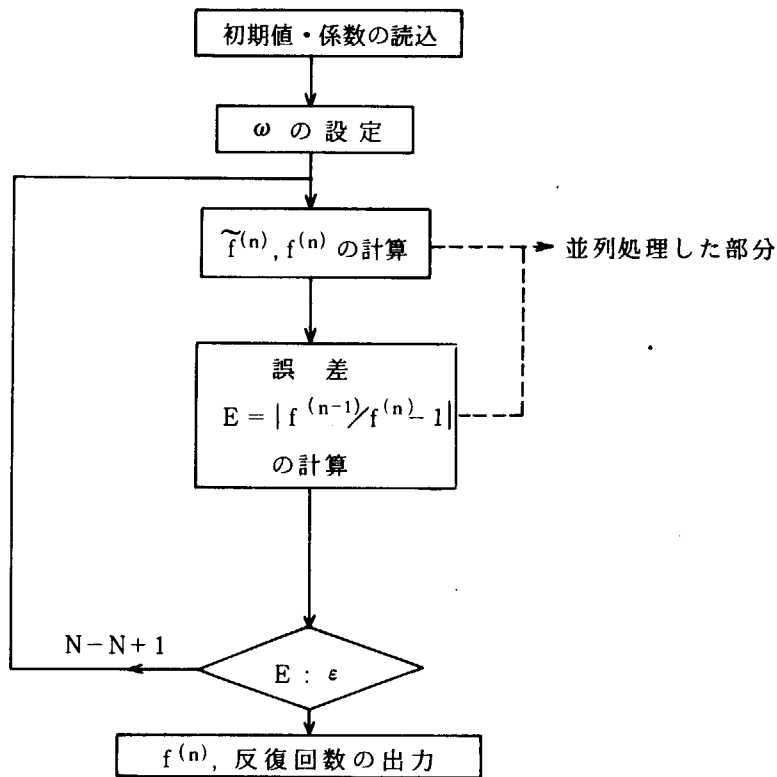 初期値・係数の読込
ω の 設 定
f̃^(n), f^(n) の計算
並列処理した部分
誤 差
E = | f^(n-1)/f^(n) - 1 |
の計算
N−N+1
E : ε
f^(n), 反復回数の出力